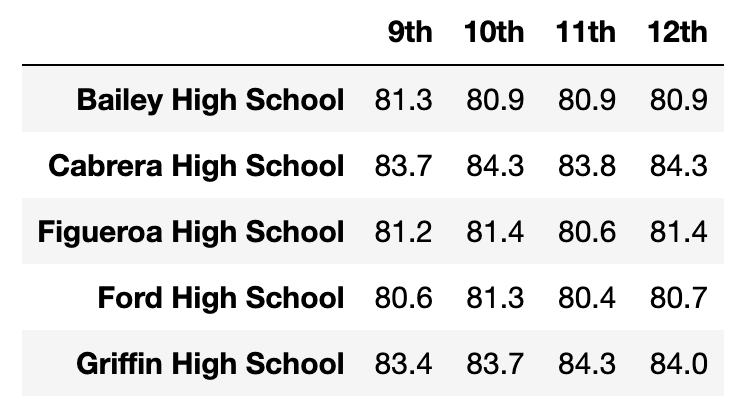 9th 10th 11th 12th
Bailey High School 81.3 80.9 80.9 80.9
Cabrera High School 83.7 84.3 83.8 84.3
Figueroa High School 81.2 81.4 80.6 81.4
Ford High School 80.6 81.3 80.4 80.7
Griffin High School 83.4 83.7 84.3 84.0